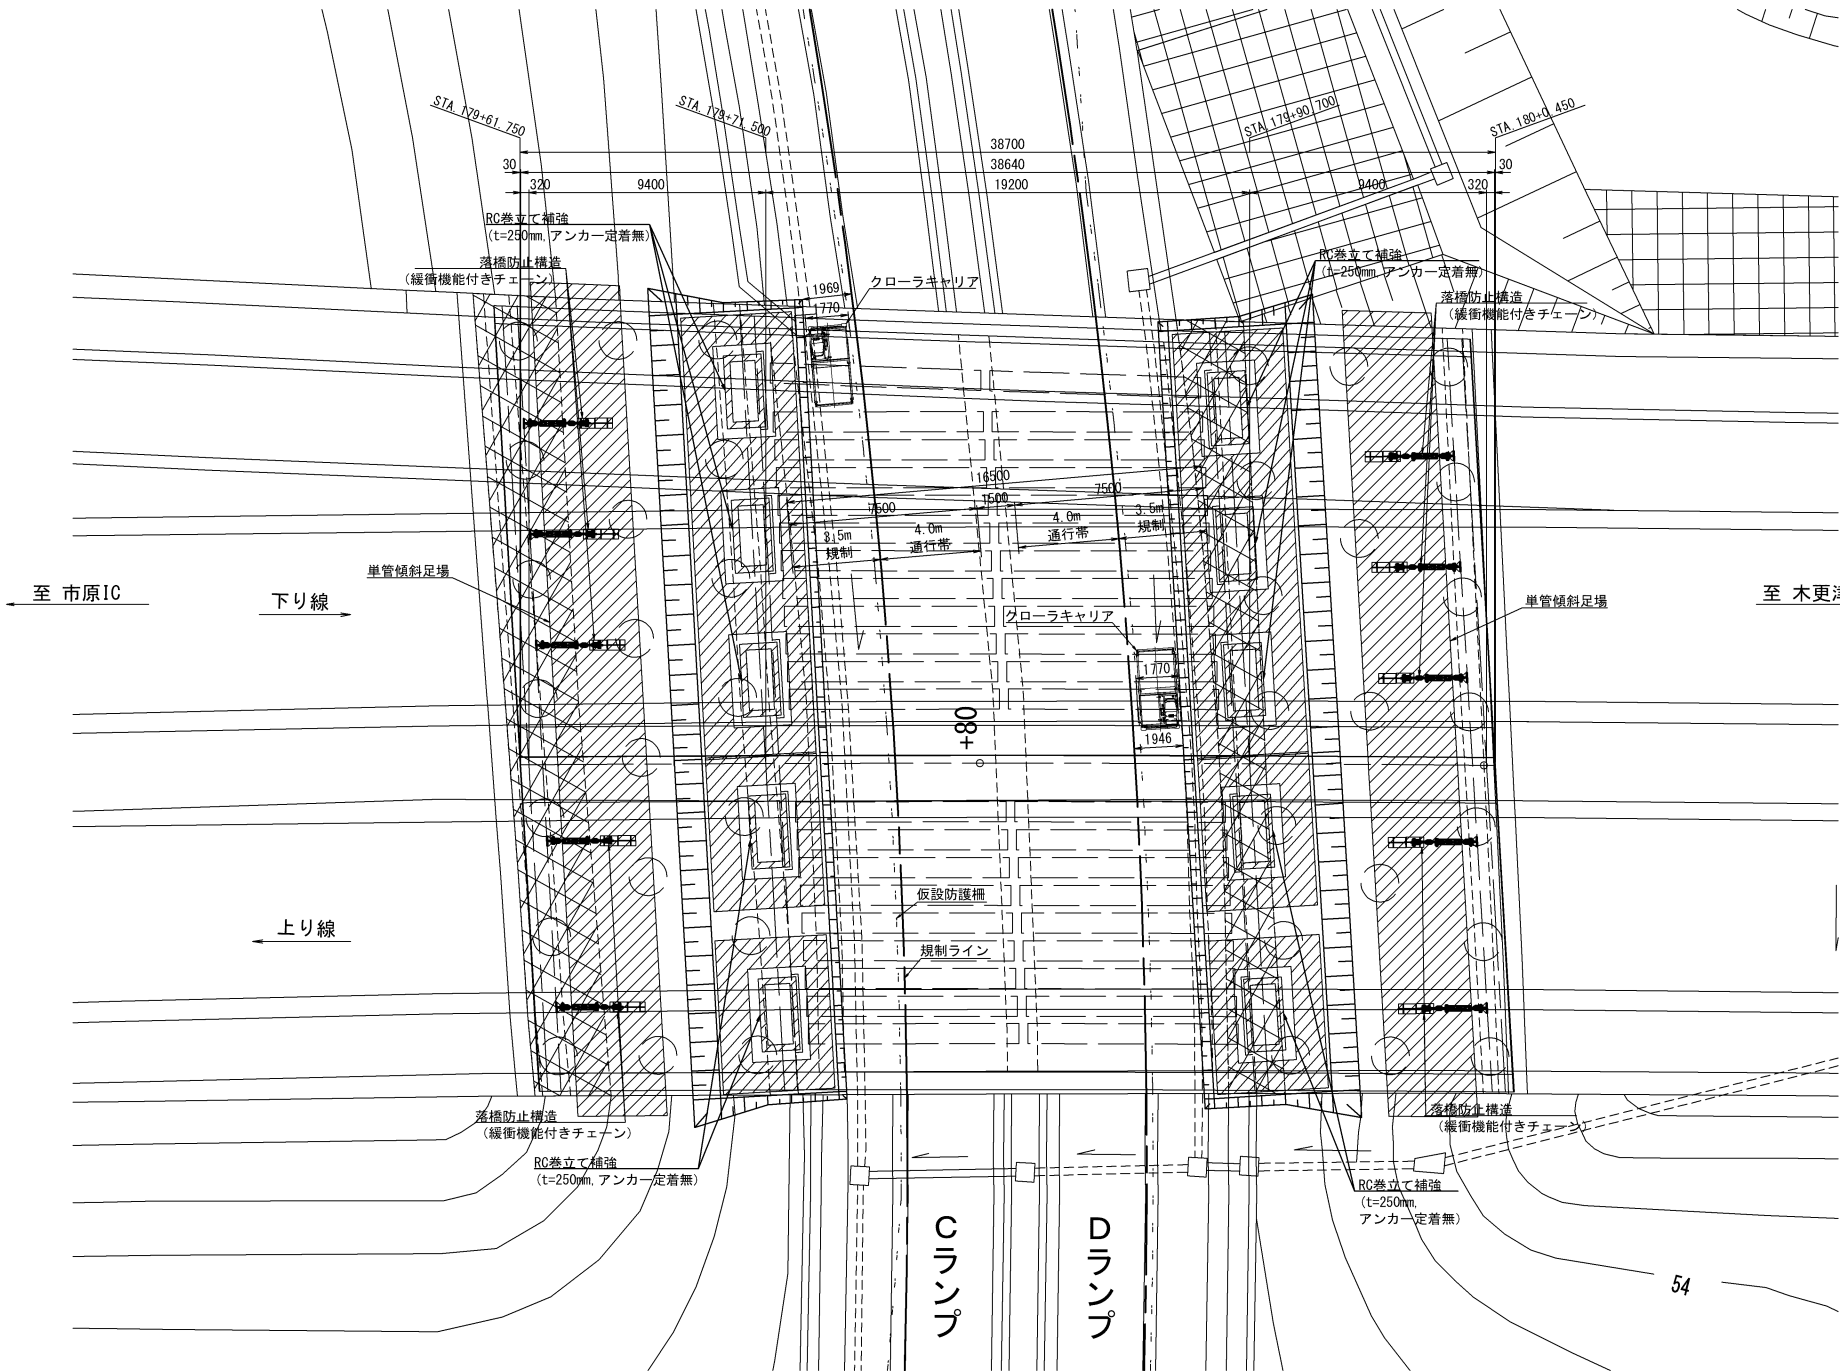 STA.179+61.750
STA.179+71.500
STA.179+90.700
STA.180+0.450
38700
30
38640
30
320
9400
19200
9400
320
RC巻立て補強
(t=250mm,アンカー定着無)
落橋防止構造
(緩衝機能付きチェーン)
1969
770
クローラキャリア
RC巻立て補強
(t=250mm,アンカー定着無)
落橋防止構造
(緩衝機能付きチェーン)
16500
7500
1500
7500
3.5m
規制
4.0m
通行帯
4.0m
通行帯
3.5m
規制
至 市原IC
下り線
単管傾斜足場
クローラキャリア
1770
1946
単管傾斜足場
至 木更津
+80
上り線
仮設防護柵
規制ライン
落橋防止構造
(緩衝機能付きチェーン)
RC巻立て補強
(t=250mm,アンカー定着無)
落橋防止構造
(緩衝機能付きチェーン)
RC巻立て補強
(t=250mm,
アンカー定着無)
Cランプ
Dランプ
54